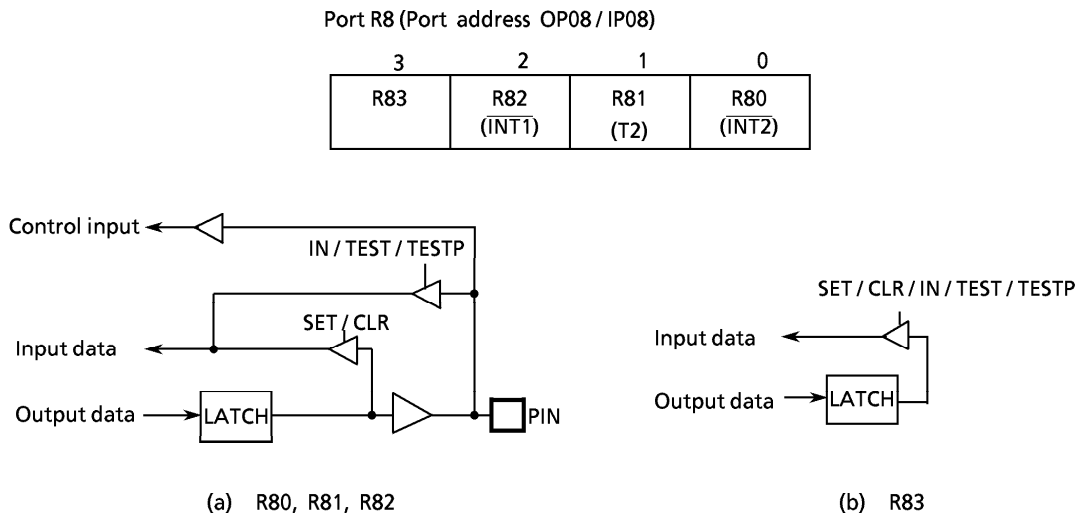 Port R8 (Port address OP08 / IP08)
3 2 1 0
R83 R82 R81 R80
(INT1) (T2) (INT2)
Control input
IN / TEST / TESTP
SET / CLR / IN / TEST / TESTP
SET / CLR
Input data
Input data
Output data LATCH PIN
Output data LATCH
(a) R80, R81, R82
(b) R83